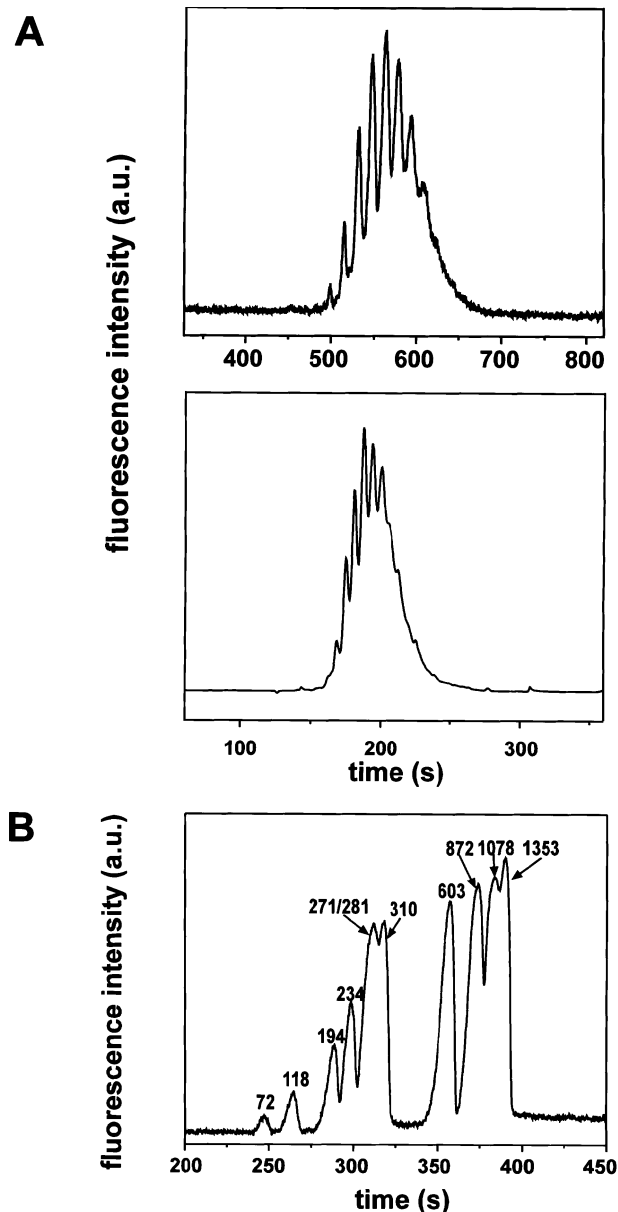 A
fluorescence intensity (a.u.)
400 500 600 700 800
100 200 300
time (s)
B
fluorescence intensity (a.u.)
872 1078 1353
603
271/281 310
234
194
118
72
200 250 300 350 400 450
time (s)